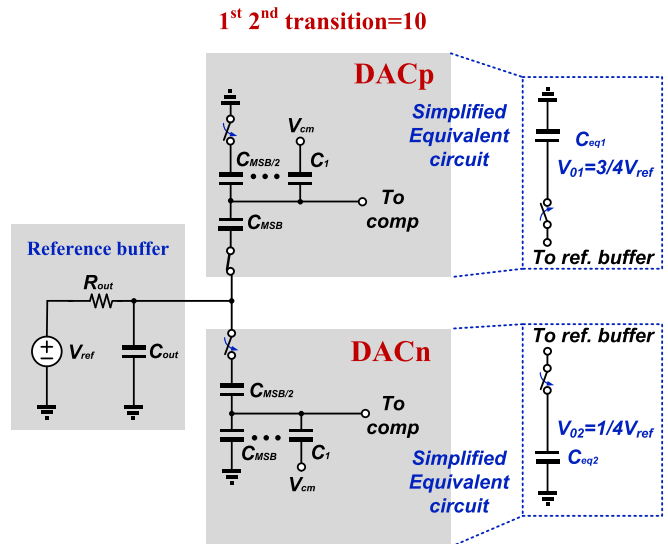 1st 2nd transition=10
DACp
Simplified
Equivalent
circuit
Vcm
CMSB/2
C1
To
comp
CMSB
Ceq1
V01=3/4Vref
To ref. buffer
Reference buffer
Rout
Vref
Cout
DACn
CMSB/2
To
comp
CMSB
C1
Vcm
Simplified
Equivalent
circuit
To ref. buffer
V02=1/4Vref
Ceq2